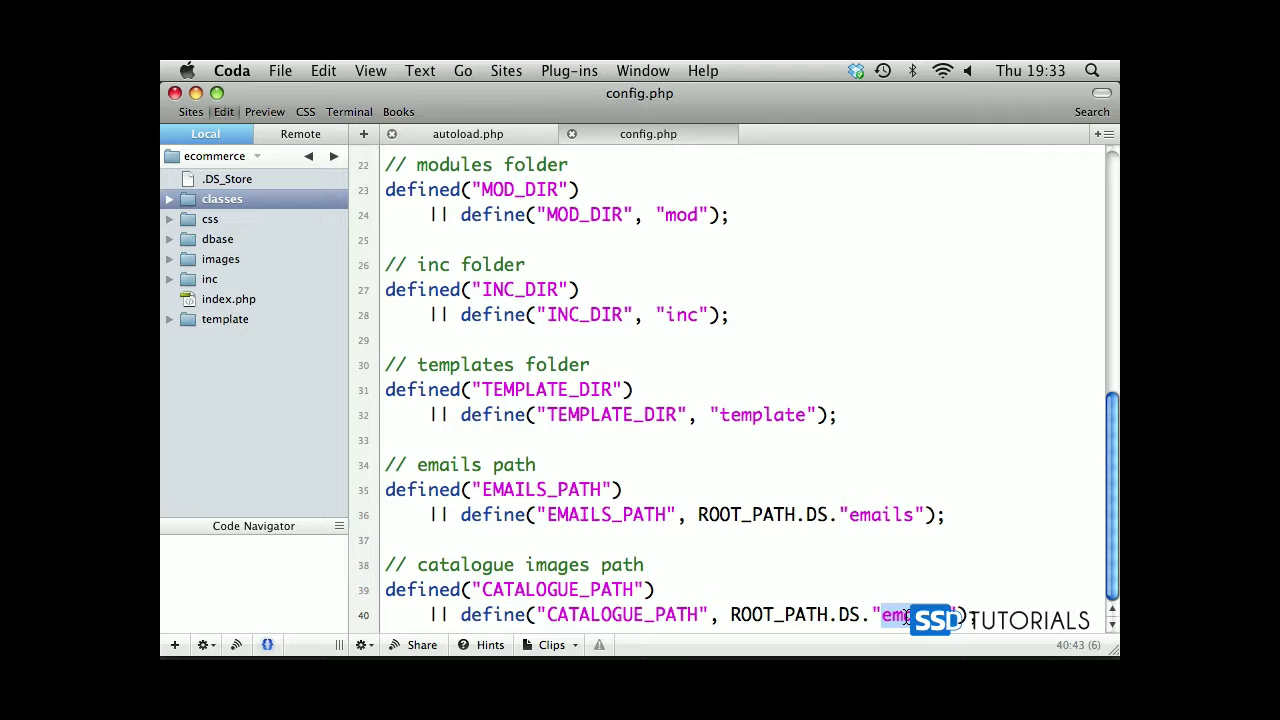 Coda File Edit View Text Go Sites Plug-ins Window Help Thu 19:33
config.php
Sites Edit Preview CSS Terminal Books Search
Local Remote + autoload.php config.php
ecommerce
.DS_Store
classes
css
dbase
images
inc
index.php
template
Code Navigator
22 // modules folder
23 defined("MOD_DIR")
24 || define("MOD_DIR", "mod");
25
26 // inc folder
27 defined("INC_DIR")
28 || define("INC_DIR", "inc");
29
30 // templates folder
31 defined("TEMPLATE_DIR")
32 || define("TEMPLATE_DIR", "template");
33
34 // emails path
35 defined("EMAILS_PATH")
36 || define("EMAILS_PATH", ROOT_PATH.DS."emails");
37
38 // catalogue images path
39 defined("CATALOGUE_PATH")
40 || define("CATALOGUE_PATH", ROOT_PATH.DS."
SSDTUTORIALS
Share Hints Clips 40:43 (6)